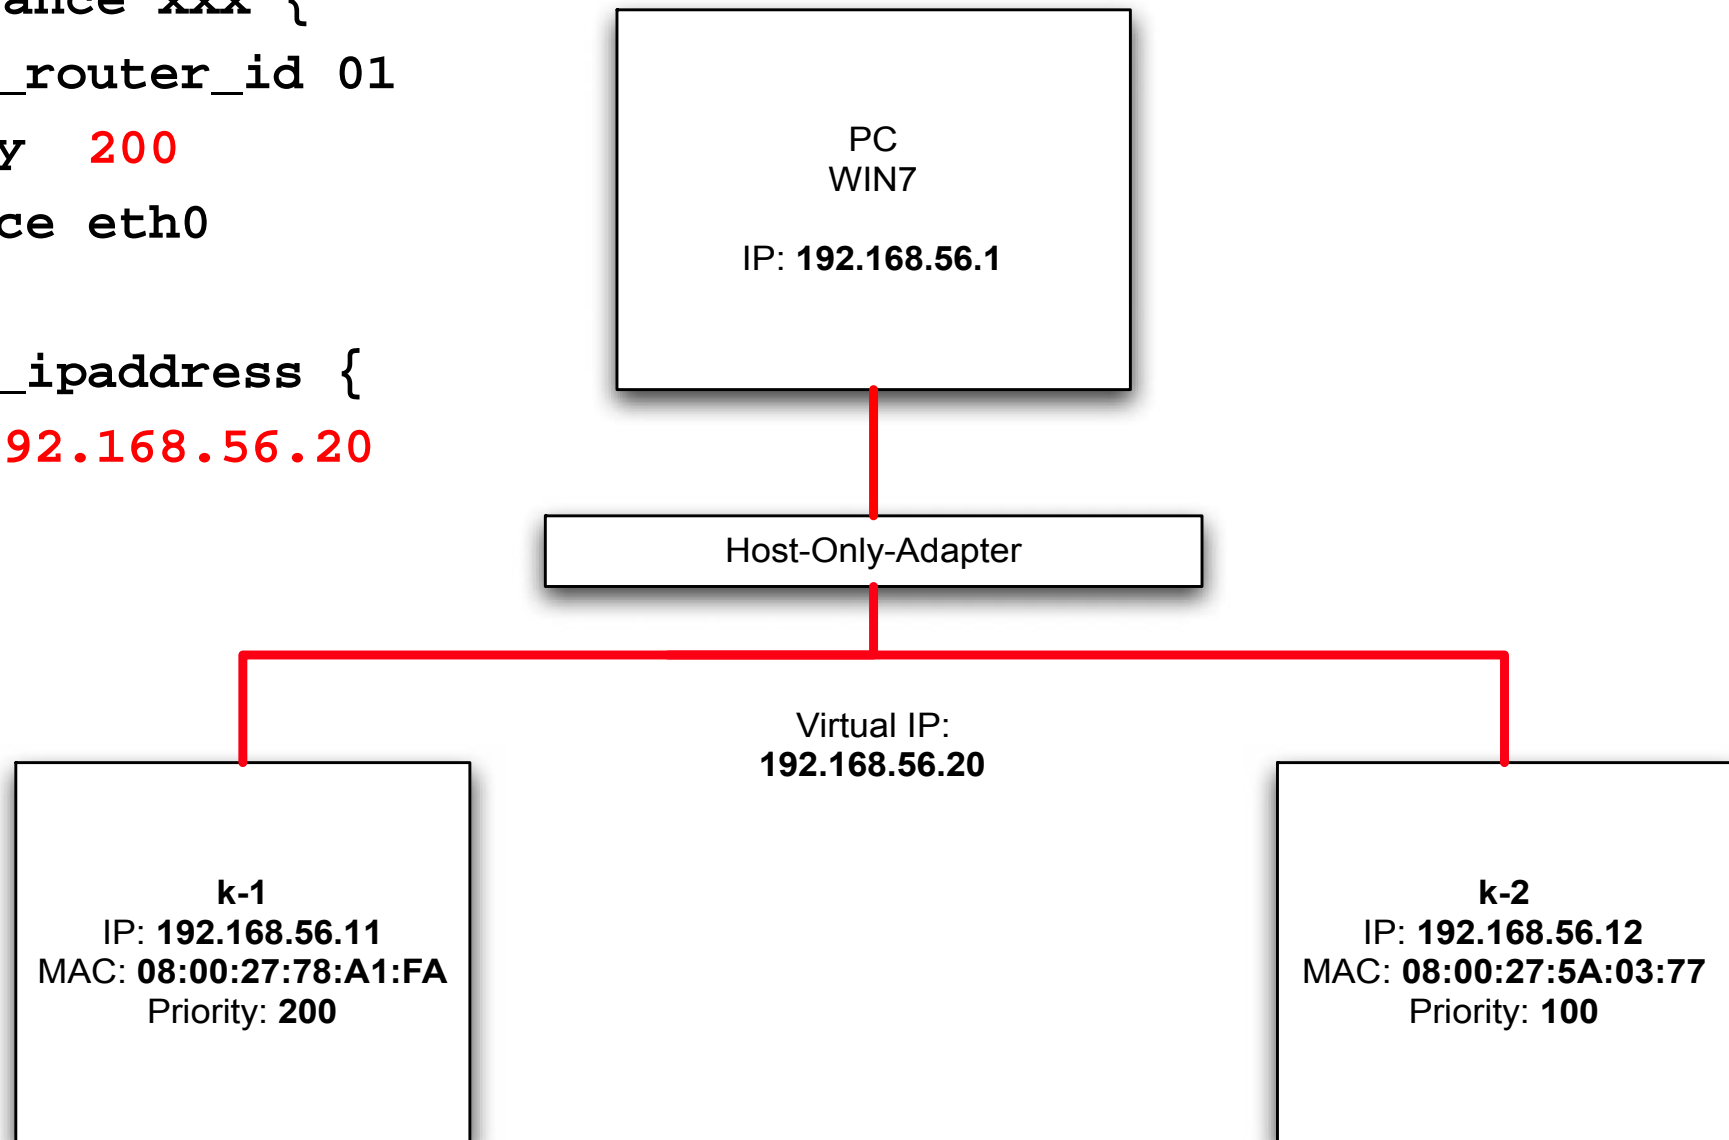 ance xxx {
_router_id 01
y 200
ce eth0
_ipaddress {
92.168.56.20
PC
WIN7
IP: 192.168.56.1
Host-Only-Adapter
Virtual IP:
192.168.56.20
k-1
IP: 192.168.56.11
MAC: 08:00:27:78:A1:FA
Priority: 200
k-2
IP: 192.168.56.12
MAC: 08:00:27:5A:03:77
Priority: 100